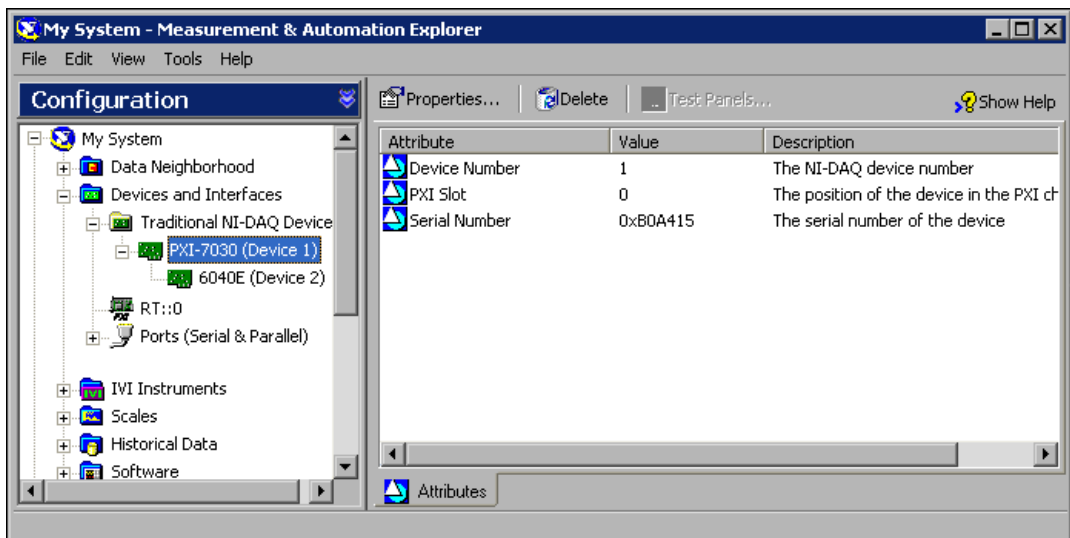 My System - Measurement & Automation Explorer
File Edit View Tools Help
Configuration
Properties... Delete Test Panels... Show Help
My System
Data Neighborhood
Devices and Interfaces
Traditional NI-DAQ Device
PXI-7030 (Device 1)
6040E (Device 2)
RT::0
Ports (Serial & Parallel)
IVI Instruments
Scales
Historical Data
Software
Attribute Value Description
Device Number 1 The NI-DAQ device number
PXI Slot 0 The position of the device in the PXI ch
Serial Number 0xB0A415 The serial number of the device
Attributes